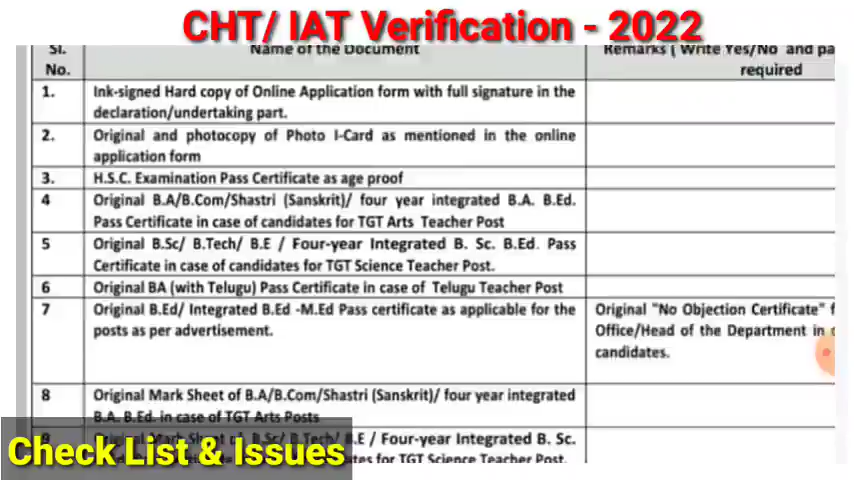 CHT/ IAT Verification - 2022
Sl. No.
Name of the Document
Remarks ( Write Yes/No and pa
required
1. Ink-signed Hard copy of Online Application form with full signature in the
declaration/undertaking part.
2. Original and photocopy of Photo I-Card as mentioned in the online
application form
3. H.S.C. Examination Pass Certificate as age proof
4 Original B.A/B.Com/Shastri (Sanskrit)/ four year integrated B.A. B.Ed.
Pass Certificate in case of candidates for TGT Arts Teacher Post
5 Original B.Sc/ B.Tech/ B.E / Four-year Integrated B. Sc. B.Ed. Pass
Certificate in case of candidates for TGT Science Teacher Post.
6 Original BA (with Telugu) Pass Certificate in case of Telugu Teacher Post
7 Original B.Ed/ Integrated B.Ed -M.Ed Pass certificate as applicable for the
posts as per advertisement.
Original "No Objection Certificate" f
Office/Head of the Department in
candidates.
8 Original Mark Sheet of B.A/B.Com/Shastri (Sanskrit)/ four year integrated
B.A. B.Ed. in case of TGT Arts Posts
9 Original Mark Sheet of B.Sc/ B.Tech/ B.E / Four-year Integrated B. Sc.
dates for TGT Science Teacher Post.
Check List & Issues